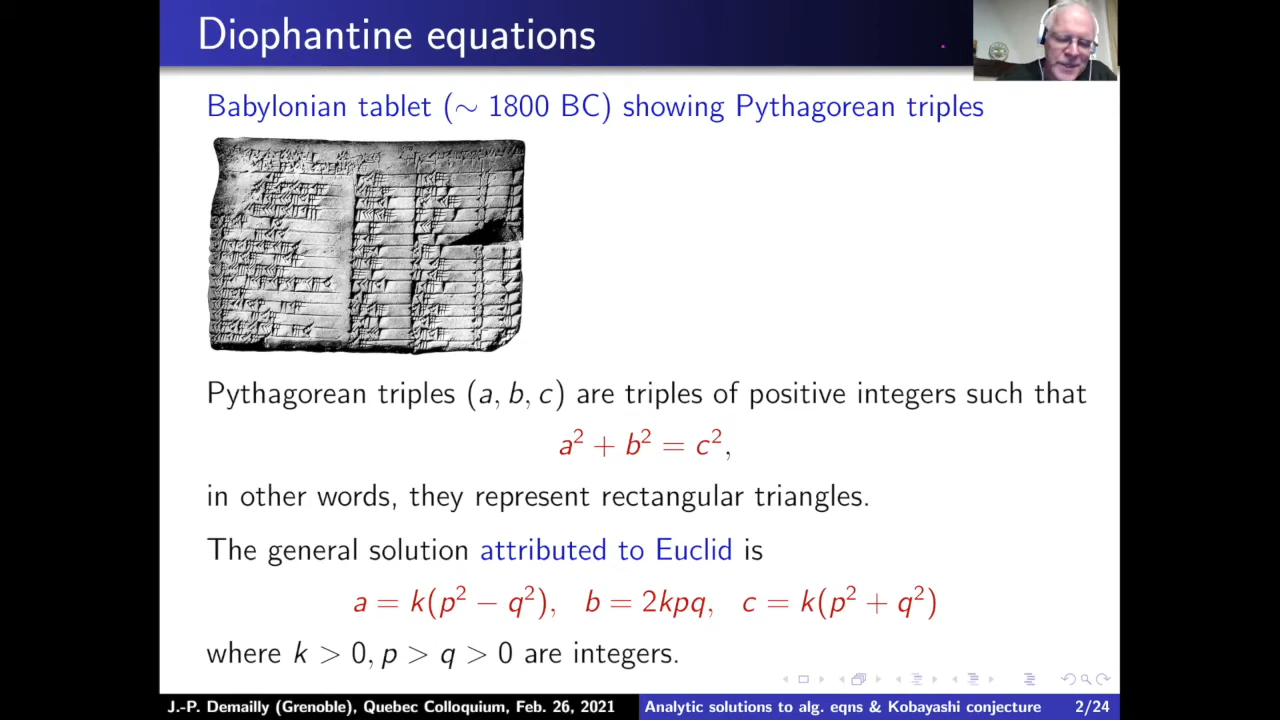 Diophantine equations
Babylonian tablet (∼ 1800 BC) showing Pythagorean triples
Pythagorean triples (a, b, c) are triples of positive integers such that
a² + b² = c²,
in other words, they represent rectangular triangles.
The general solution attributed to Euclid is
a = k(p² − q²), b = 2kpq, c = k(p² + q²)
where k > 0, p > q > 0 are integers.
J.-P. Demailly (Grenoble), Quebec Colloquium, Feb. 26, 2021 Analytic solutions to alg. eqns & Kobayashi conjecture 2/24